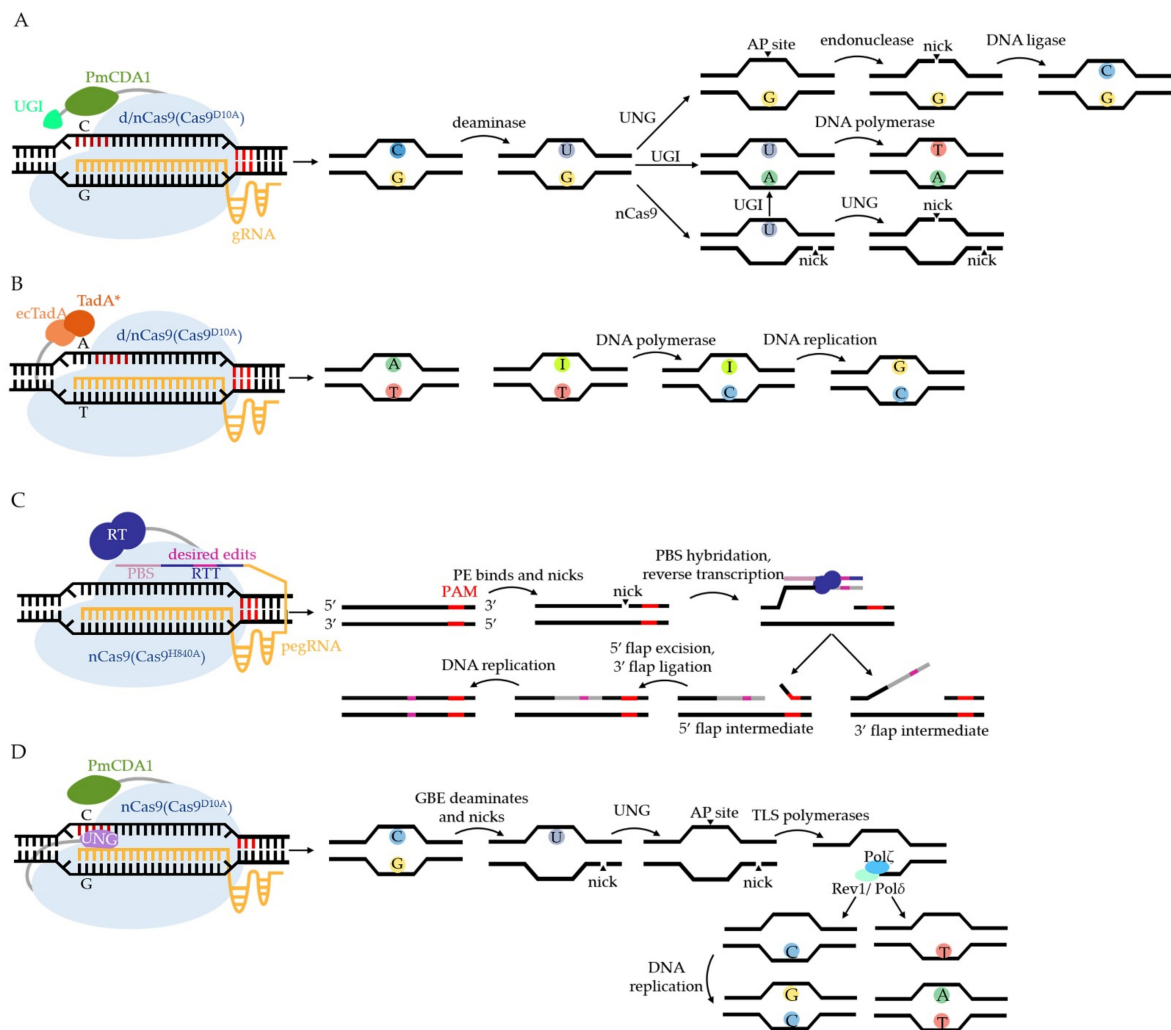 A
PmCDA1
UGI
C
d/nCas9(Cas9D10A)
G
gRNA
C
G
deaminase
U
G
UNG
UGI
nCas9
AP site
G
endonuclease
nick
G
DNA ligase
C
G
U
A
DNA polymerase
T
A
UGI
U
nick
UNG
nick
B
TadA*
ecTadA
A
d/nCas9(Cas9D10A)
T
A
T
I
T
DNA polymerase
I
C
DNA replication
G
C
C
RT
desired edits
PBS
RTT
nCas9(Cas9H840A)
pegRNA
5′
3′
PAM
3′
5′
PE binds and nicks
nick
PBS hybridation,
reverse transcription
DNA replication
5′ flap excision,
3′ flap ligation
5′ flap intermediate
3′ flap intermediate
D
PmCDA1
C
nCas9(Cas9D10A)
UNG
G
C
G
GBE deaminates
and nicks
U
nick
UNG
AP site
nick
TLS polymerases
Polζ
Rev1/ Polδ
C
T
DNA
replication
G
C
A
T